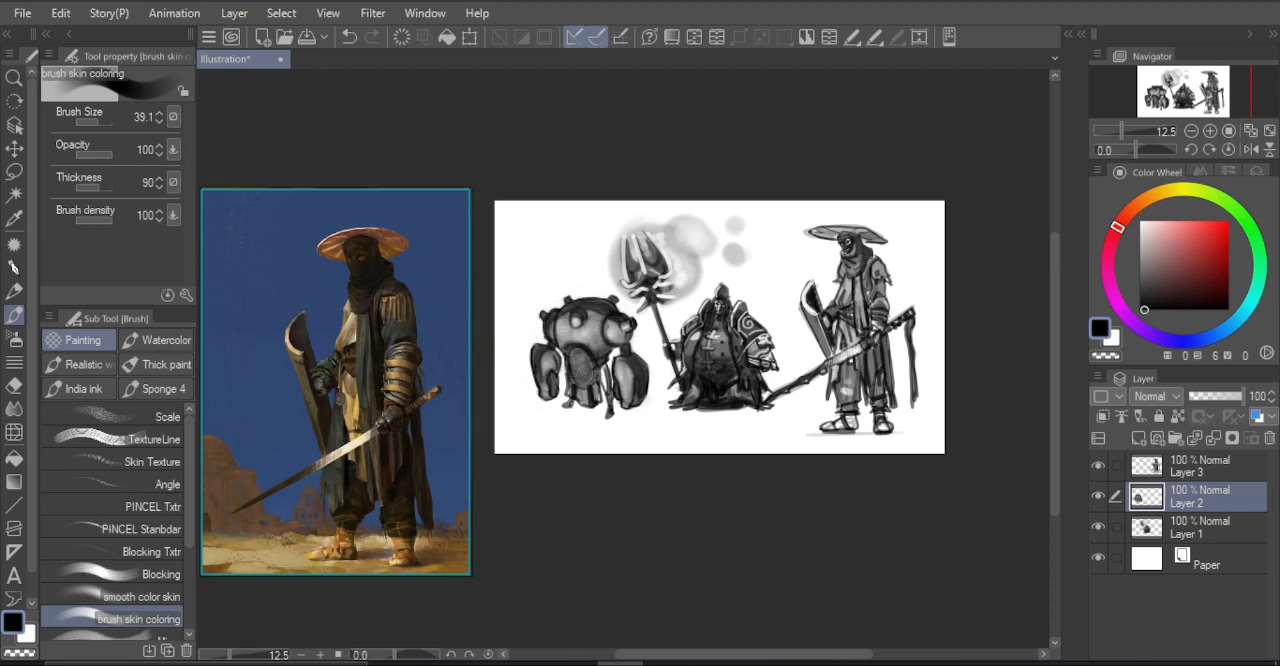 File Edit Story(P) Animation Layer Select View Filter Window Help
Tool property [brush skin c
Illustration*
Navigator
brush skin coloring
Brush Size 39.1
Opacity 100
Thickness 90
Brush density 100
12.5
0.0
Color Wheel
Sub Tool [Brush]
Painting Watercolor
Realistic w Thick paint
India ink Sponge 4
Scale
TextureLine
Skin Texture
Angle
PINCEL Txtr
PINCEL Stanbdar
Blocking Txtr
Blocking
smooth color skin
brush skin coloring
H 0 S 6 V 0
Layer
Normal 100
100 % Normal
Layer 3
100 % Normal
Layer 2
100 % Normal
Layer 1
Paper
12.5 0.0